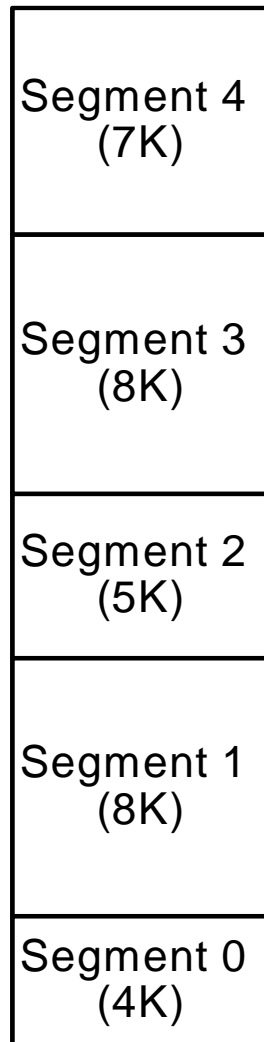 Segment 4
(7K)
Segment 3
(8K)
Segment 2
(5K)
Segment 1
(8K)
Segment 0
(4K)